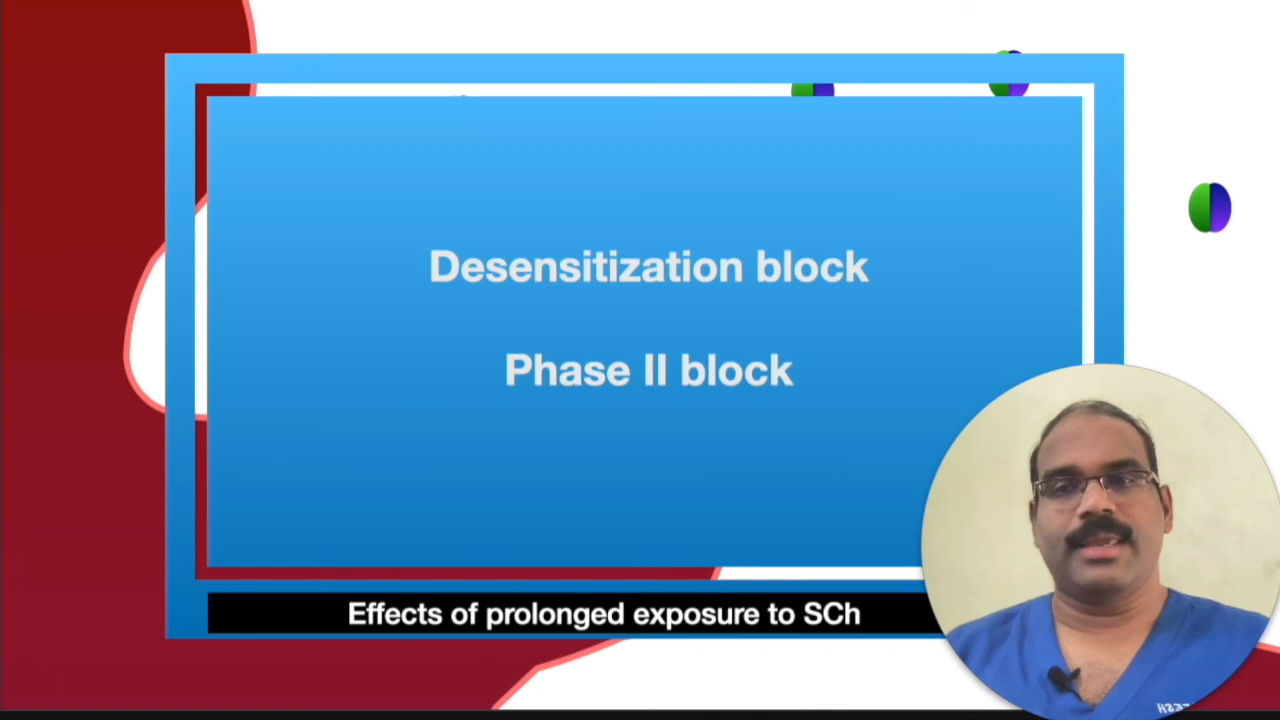 Desensitization block
Phase II block
Effects of prolonged exposure to SCh